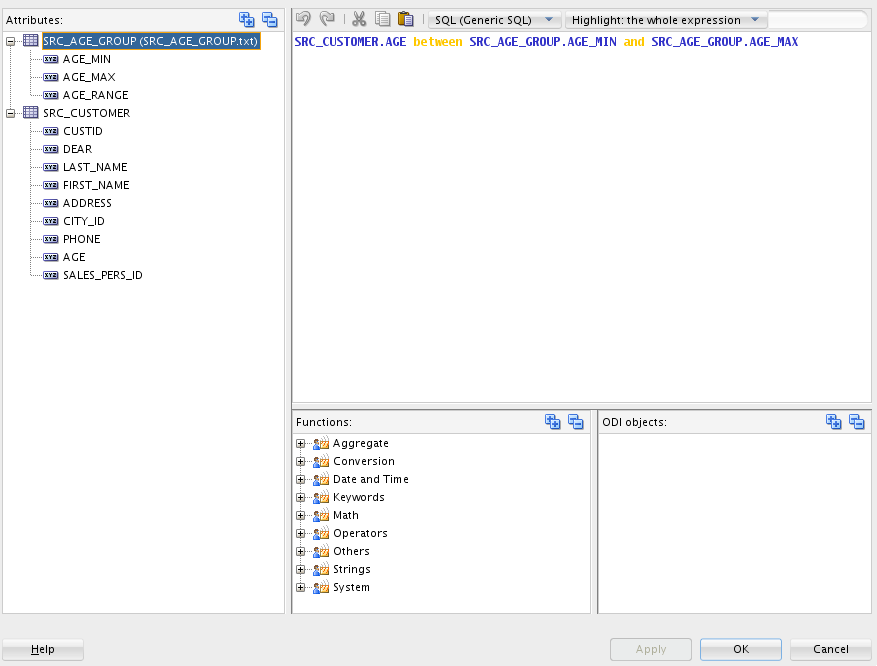 Attributes:
SRC_AGE_GROUP (SRC_AGE_GROUP.txt)
AGE_MIN
AGE_MAX
AGE_RANGE
SRC_CUSTOMER
CUSTID
DEAR
LAST_NAME
FIRST_NAME
ADDRESS
CITY_ID
PHONE
AGE
SALES_PERS_ID
SQL (Generic SQL) Highlight: the whole expression
SRC_CUSTOMER.AGE between SRC_AGE_GROUP.AGE_MIN and SRC_AGE_GROUP.AGE_MAX
Functions:
Aggregate
Conversion
Date and Time
Keywords
Math
Operators
Others
Strings
System
ODI objects:
Help Apply OK Cancel